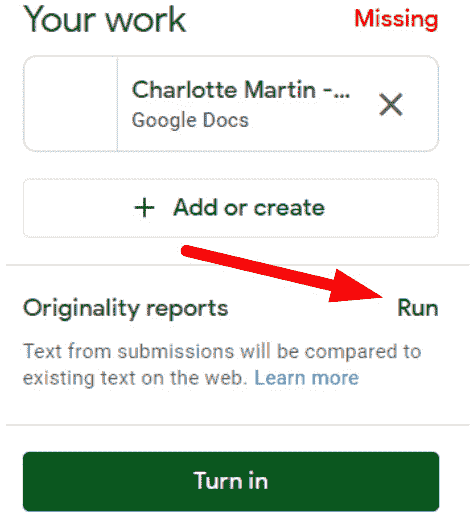 Your work
Missing
Charlotte Martin -...
Google Docs
+ Add or create
Originality reports
Run
Text from submissions will be compared to
existing text on the web. Learn more
Turn in